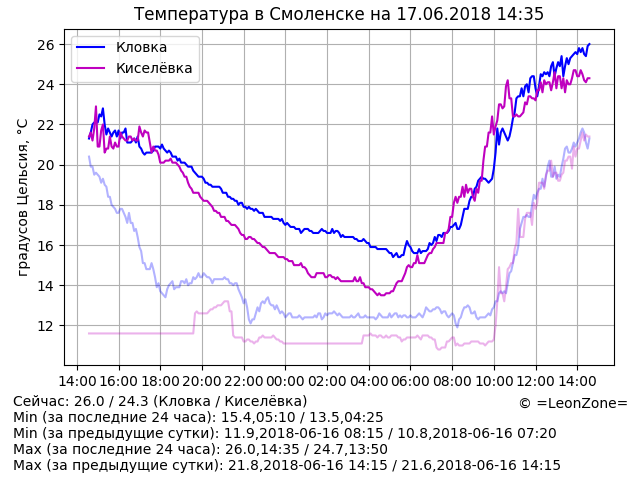 Температура в Смоленске на 17.06.2018 14:35
Кловка
Киселёвка
градусов Цельсия, °C
26
24
22
20
18
16
14
12
14:00 16:00 18:00 20:00 22:00 00:00 02:00 04:00 06:00 08:00 10:00 12:00 14:00
Сейчас: 26.0 / 24.3 (Кловка / Киселёвка)
© =LeonZone=
Min (за последние 24 часа): 15.4,05:10 / 13.5,04:25
Min (за предыдущие сутки): 11.9,2018-06-16 08:15 / 10.8,2018-06-16 07:20
Max (за последние 24 часа): 26.0,14:35 / 24.7,13:50
Max (за предыдущие сутки): 21.8,2018-06-16 14:15 / 21.6,2018-06-16 14:15